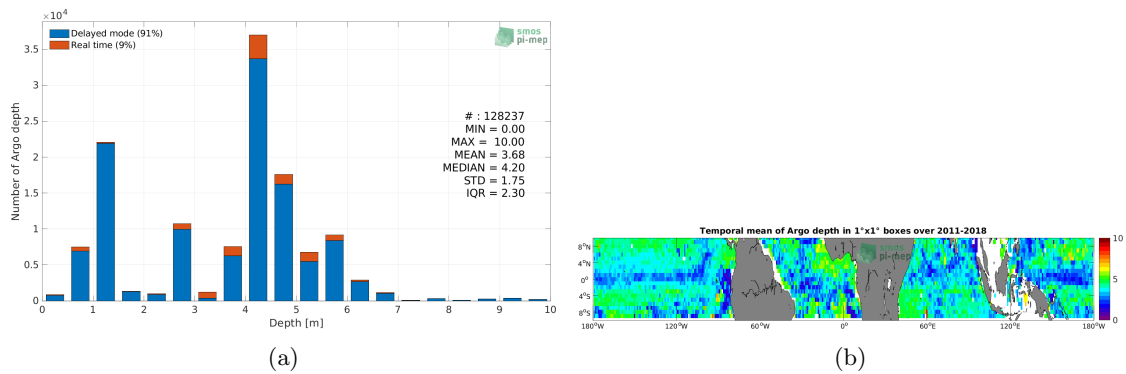 ×10⁴
Delayed mode (91%)
Real time (9%)
smos
pi-mep
3.5
3
2.5
2
1.5
1
0.5
0
Number of Argo depth
# : 128237
MIN = 0.00
MAX = 10.00
MEAN = 3.68
MEDIAN = 4.20
STD = 1.75
IQR = 2.30
0 1 2 3 4 5 6 7 8 9 10
Depth [m]
(a)
Temporal mean of Argo depth in 1°x1° boxes over 2011-2018
smos
pi-mep
8°N
4°N
0°
4°S
8°S
180°W 120°W 60°W 0° 60°E 120°E 180°W
10
5
0
(b)